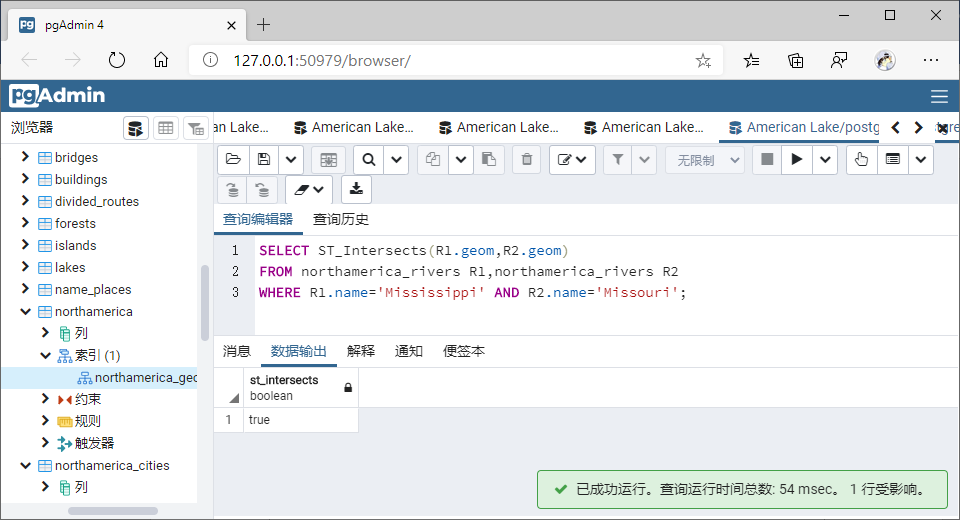 pgAdmin 4
127.0.0.1:50979/browser/
pgAdmin
浏览器
an Lake...
American Lake...
American Lake...
American Lake...
American Lake/postg
bridges
buildings
divided_routes
forests
islands
lakes
name_places
northamerica
列
索引 (1)
northamerica_geo
约束
规则
触发器
northamerica_cities
列
无限制
查询编辑器 查询历史
1 SELECT ST_Intersects(R1.geom,R2.geom)
2 FROM northamerica_rivers R1,northamerica_rivers R2
3 WHERE R1.name='Mississippi' AND R2.name='Missouri';
消息 数据输出 解释 通知 便签本
st_intersects
boolean
1 true
已成功运行。查询运行时间总数: 54 msec。 1 行受影响。